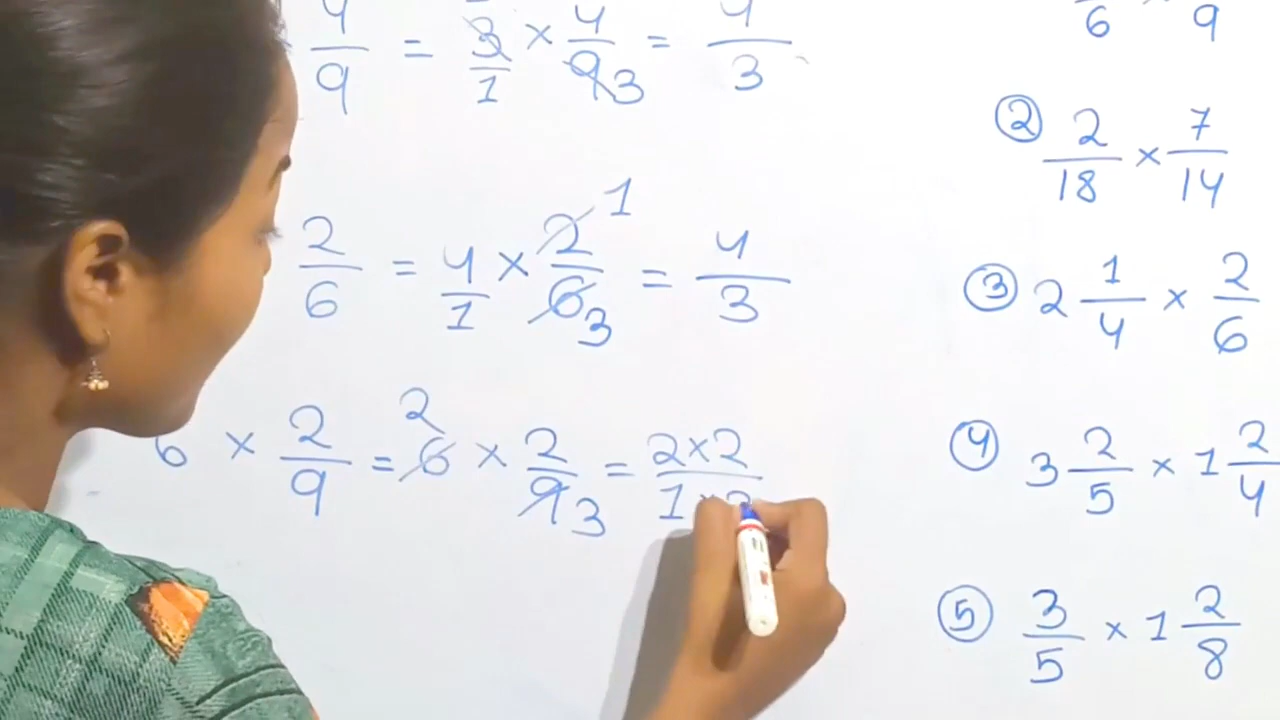 4/9 = 3/1 × 4/9 3 = 4/3
2/6 = 4/1 × 2/6 1 3 = 4/3
6 × 2/9 = 6 2 × 2/9 3 = 2×2/1×3
6 9
② 2/18 × 7/14
③ 2 1/4 × 2/6
④ 3 2/5 × 1 2/4
⑤ 3/5 × 1 2/8